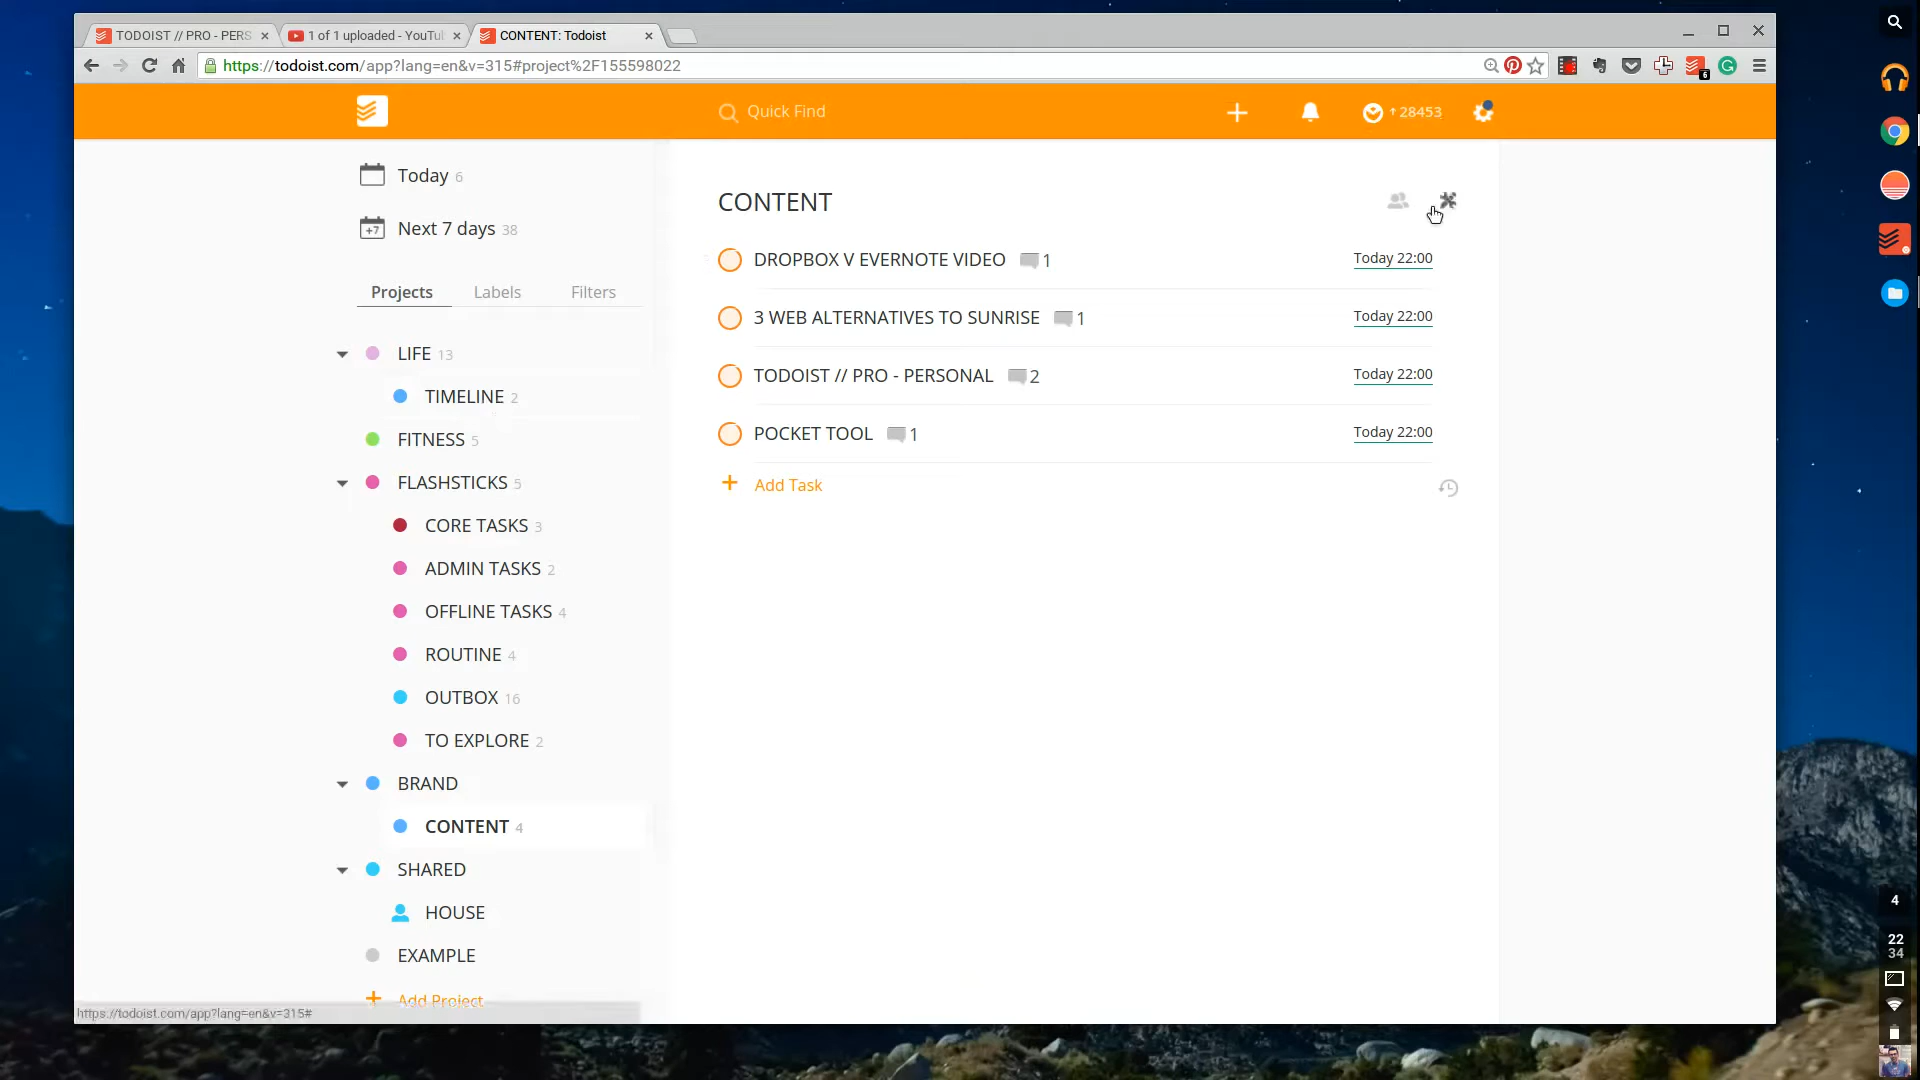 TODOIST // PRO - PERS
1 of 1 uploaded - YouTu
CONTENT: Todoist
https://todoist.com/app?lang=en&v=315#project%2F155598022
6
Quick Find
28453
Today 6
+7 Next 7 days 38
Projects Labels Filters
LIFE 13
TIMELINE 2
FITNESS 5
FLASHSTICKS 5
CORE TASKS 3
ADMIN TASKS 2
OFFLINE TASKS 4
ROUTINE 4
OUTBOX 16
TO EXPLORE 2
BRAND
CONTENT 4
SHARED
HOUSE
EXAMPLE
Add Project
https://todoist.com/app?lang=en&v=315#
CONTENT
DROPBOX V EVERNOTE VIDEO 1 Today 22:00
3 WEB ALTERNATIVES TO SUNRISE 1 Today 22:00
TODOIST // PRO - PERSONAL 2 Today 22:00
POCKET TOOL 1 Today 22:00
Add Task
4
22
34